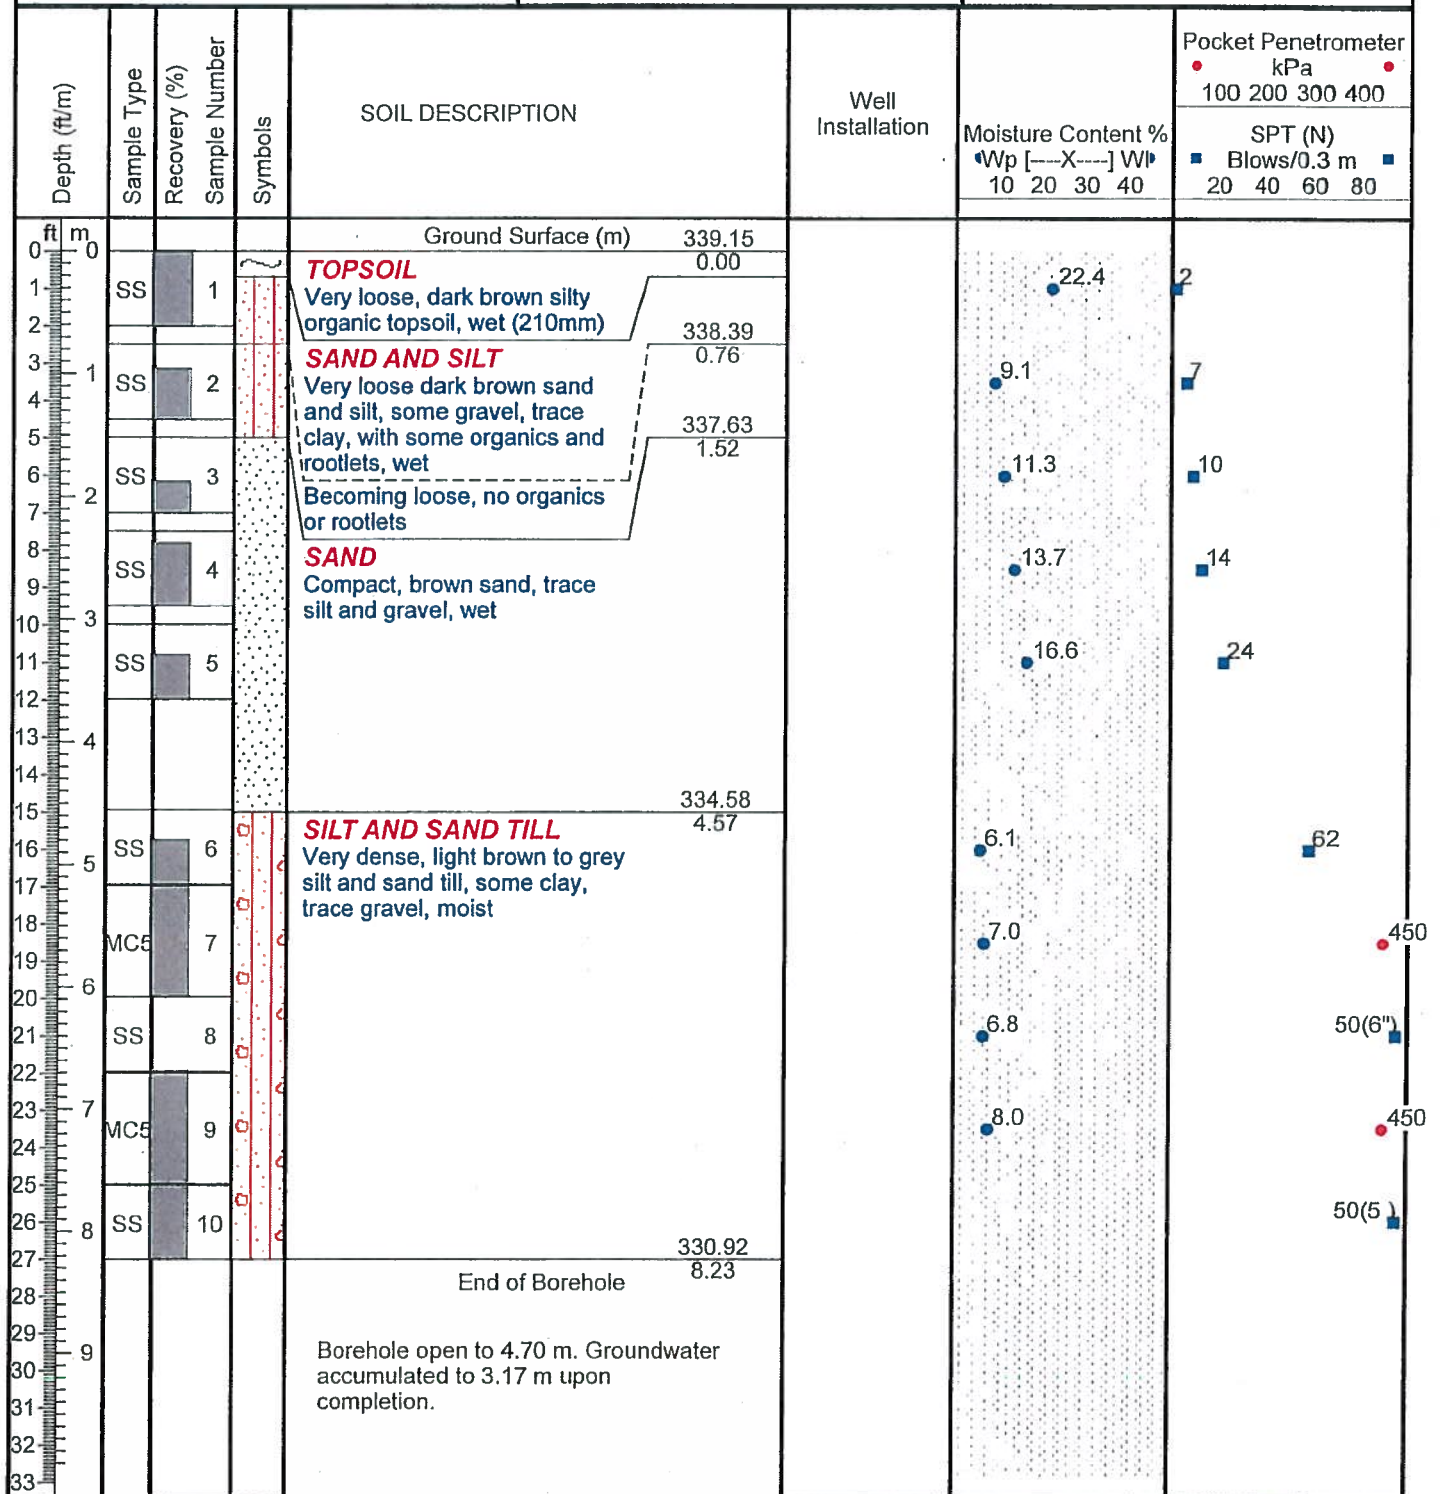 Depth (ft/m)
Sample Type
Recovery (%)
Sample Number
Symbols
SOIL DESCRIPTION
Well
Installation
Moisture Content %
Wp [----X----] Wl
10 20 30 40
Pocket Penetrometer
kPa
100 200 300 400
SPT (N)
Blows/0.3 m
20 40 60 80
ft m
0
1
2
3
4
5
6
7
8
9
10
11
12
13
14
15
16
17
18
19
20
21
22
23
24
25
26
27
28
29
30
31
32
33
0
1
2
3
4
5
6
7
8
9
SS 1
SS 2
SS 3
SS 4
SS 5
SS 6
MC5 7
SS 8
MC5 9
SS 10
Ground Surface (m) 339.15
0.00
TOPSOIL
Very loose, dark brown silty
organic topsoil, wet (210mm)
338.39
0.76
SAND AND SILT
Very loose dark brown sand
and silt, some gravel, trace
clay, with some organics and
rootlets, wet
337.63
1.52
Becoming loose, no organics
or rootlets
SAND
Compact, brown sand, trace
silt and gravel, wet
334.58
4.57
SILT AND SAND TILL
Very dense, light brown to grey
silt and sand till, some clay,
trace gravel, moist
330.92
8.23
End of Borehole
Borehole open to 4.70 m. Groundwater
accumulated to 3.17 m upon
completion.
22.4
9.1
11.3
13.7
16.6
6.1
7.0
6.8
8.0
2
7
10
14
24
62
450
50(6")
450
50(5 )